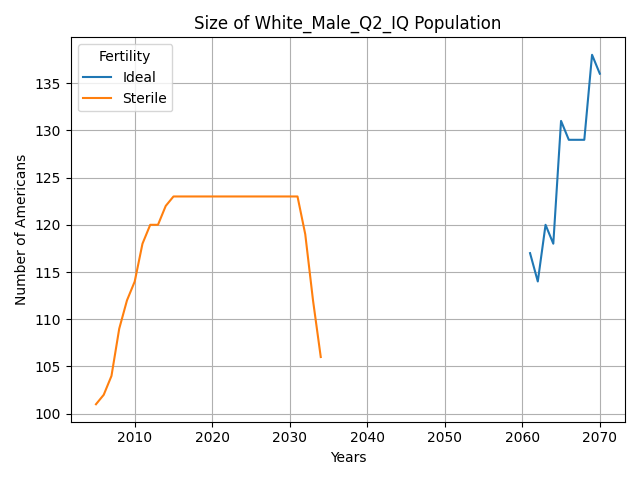 Size of White_Male_Q2_IQ Population
Fertility
Ideal
Sterile
Number of Americans
135
130
125
120
115
110
105
100
2010
2020
2030
2040
2050
2060
2070
Years